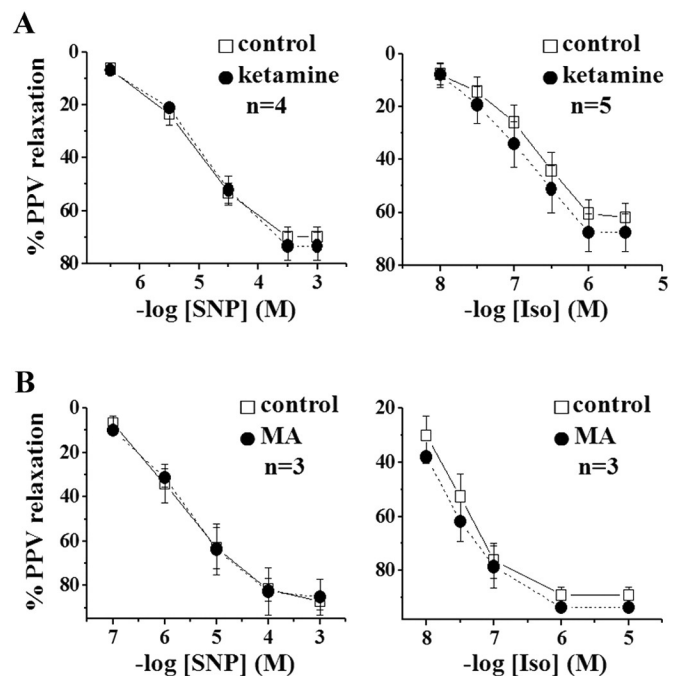 A
control
ketamine
n=4
% PPV relaxation
0
20
40
60
80
6 5 4 3
-log [SNP] (M)
control
ketamine
n=5
0
20
40
60
80
8 7 6 5
-log [Iso] (M)
B
control
MA
n=3
% PPV relaxation
0
20
40
60
80
7 6 5 4 3
-log [SNP] (M)
control
MA
n=3
20
40
60
80
8 7 6 5
-log [Iso] (M)